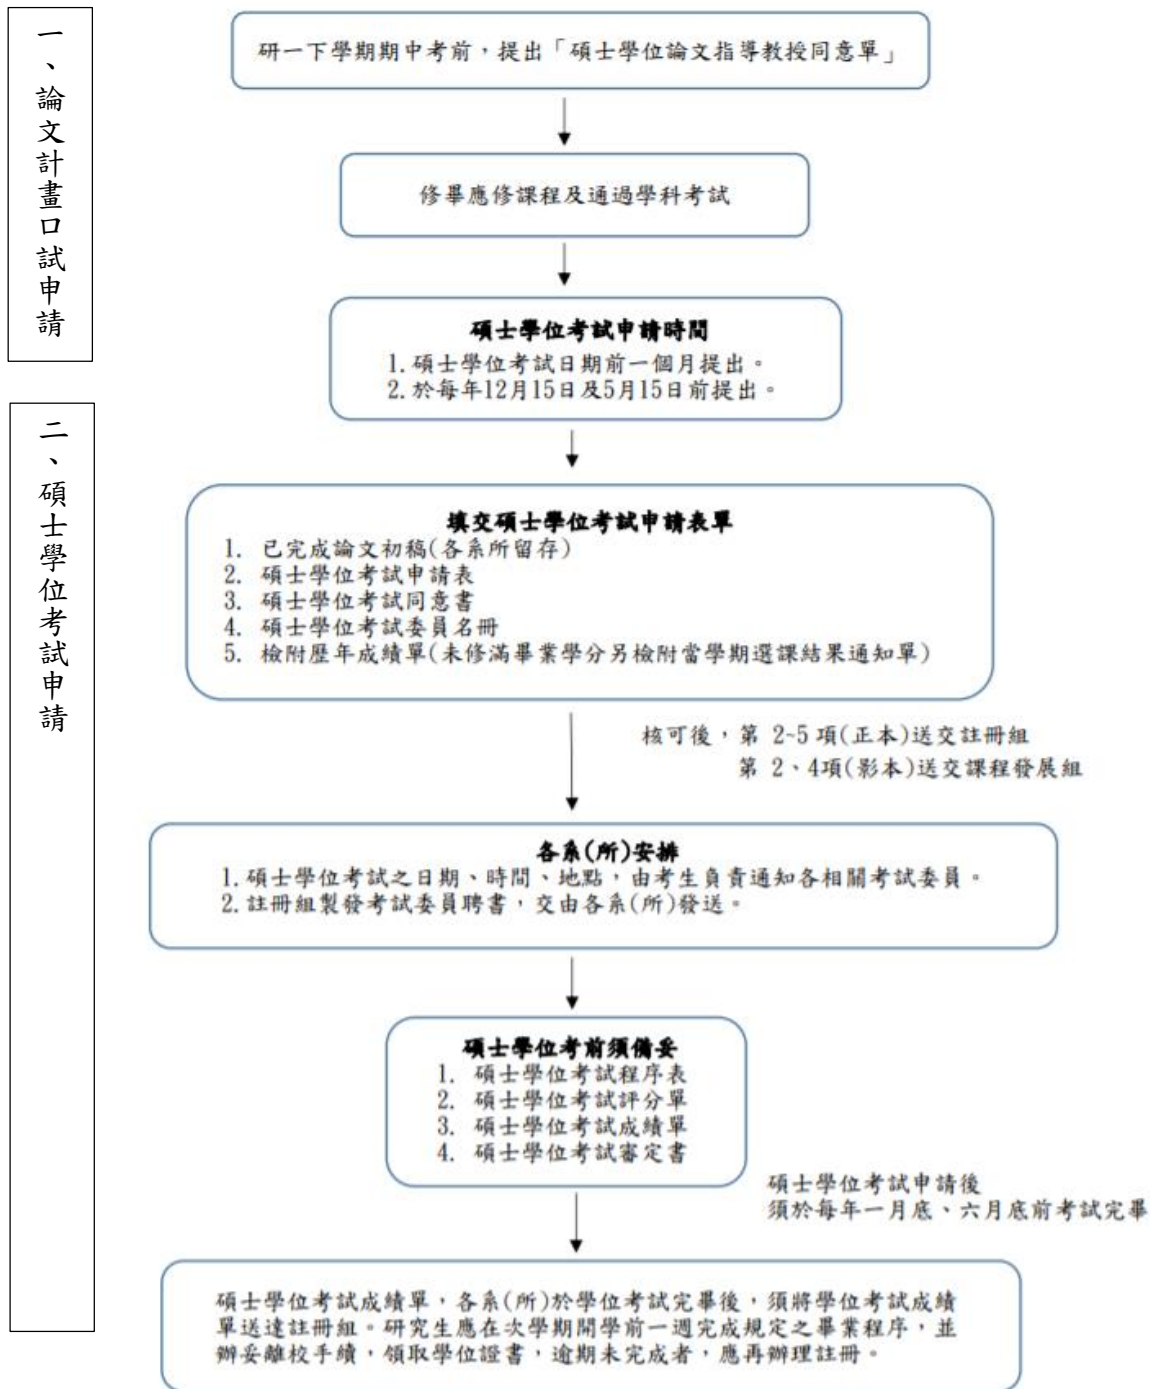 一、論文計畫口試申請
研一下學期期中考前，提出「碩士學位論文指導教授同意單」
修畢應修課程及通過學科考試
碩士學位考試申請時間
1. 碩士學位考試日期前一個月提出。
2. 於每年12月15日及5月15日前提出。
二、碩士學位考試申請
填交碩士學位考試申請表單
1. 已完成論文初稿(各系所留存)
2. 碩士學位考試申請表
3. 碩士學位考試同意書
4. 碩士學位考試委員名冊
5. 檢附歷年成績單(未修滿畢業學分另檢附當學期選課結果通知單)
核可後，第 2~5 項(正本)送交註冊組
第 2、4項(影本)送交課程發展組
各系(所)安排
1. 碩士學位考試之日期、時間、地點，由考生負責通知各相關考試委員。
2. 註冊組製發考試委員聘書，交由各系(所)發送。
碩士學位考前須備妥
1. 碩士學位考試程序表
2. 碩士學位考試評分單
3. 碩士學位考試成績單
4. 碩士學位考試審定書
碩士學位考試申請後
須於每年一月底、六月底前考試完畢
碩士學位考試成績單，各系(所)於學位考試完畢後，須將學位考試成績
單送達註冊組。研究生應在次學期開學前一週完成規定之畢業程序，並
辦妥離校手續，領取學位證書，逾期未完成者，應再辦理註冊。